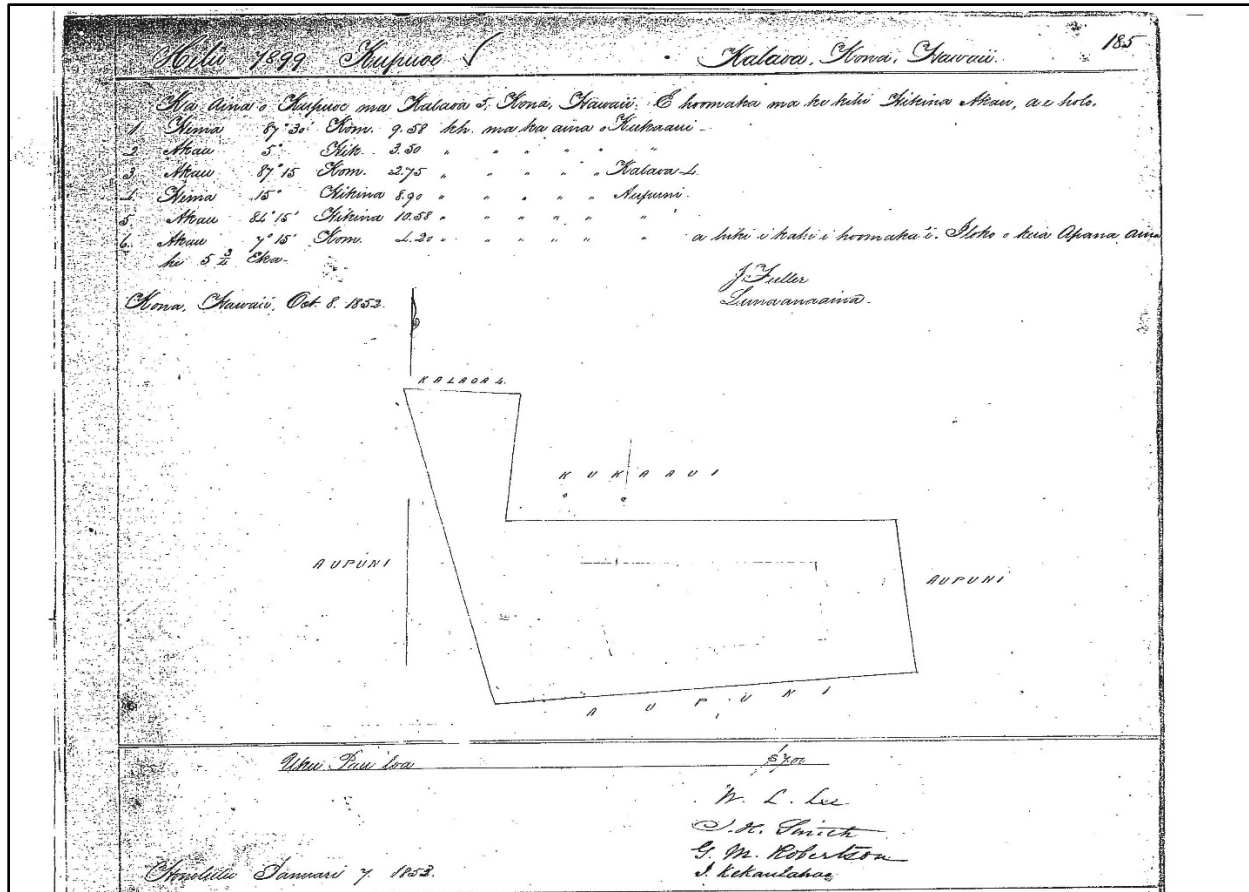 Helu 1899 Kupuoe Kalaoa, Kona, Hawaii. 185
Ka Aina o Kupuoe ma Kalaoa 5, Kona, Hawaii. E hoomaka ma ke kihi Hikina Akau, a e holo.
1. Hema 87° 30' Kom. 9.58 kh. ma ka aina o Kukaaui.
2. Akau 5° Hik. 3.50 " " " " " "
3. Akau 87° 15 Kom. 2.75 " " " " " Kalaoa 4.
4. Hema 15° Hikina 8.90 " " " " " Aupuni.
5. Akau 84° 15' Hikina 10.58 " " " " " "
6. Akau 7° 15' Kom. 4.20 " " " " " " a hiki i kahi i hoomaka'i. Iloko o keia Apana Aina
he 5 3/4 Eka.
J. Fuller
Lunaanaaina.
Kona, Hawaii, Oct. 8. 1852.
KALAOA 4.
KUKAAUI
AUPUNI
AUPUNI
AUPUNI
Uku Pau Loa $7.00
W. L. Lee
J. H. Smith
G. M. Robertson
J. Kekaulahao
Honolulu Ianuari 7. 1853.